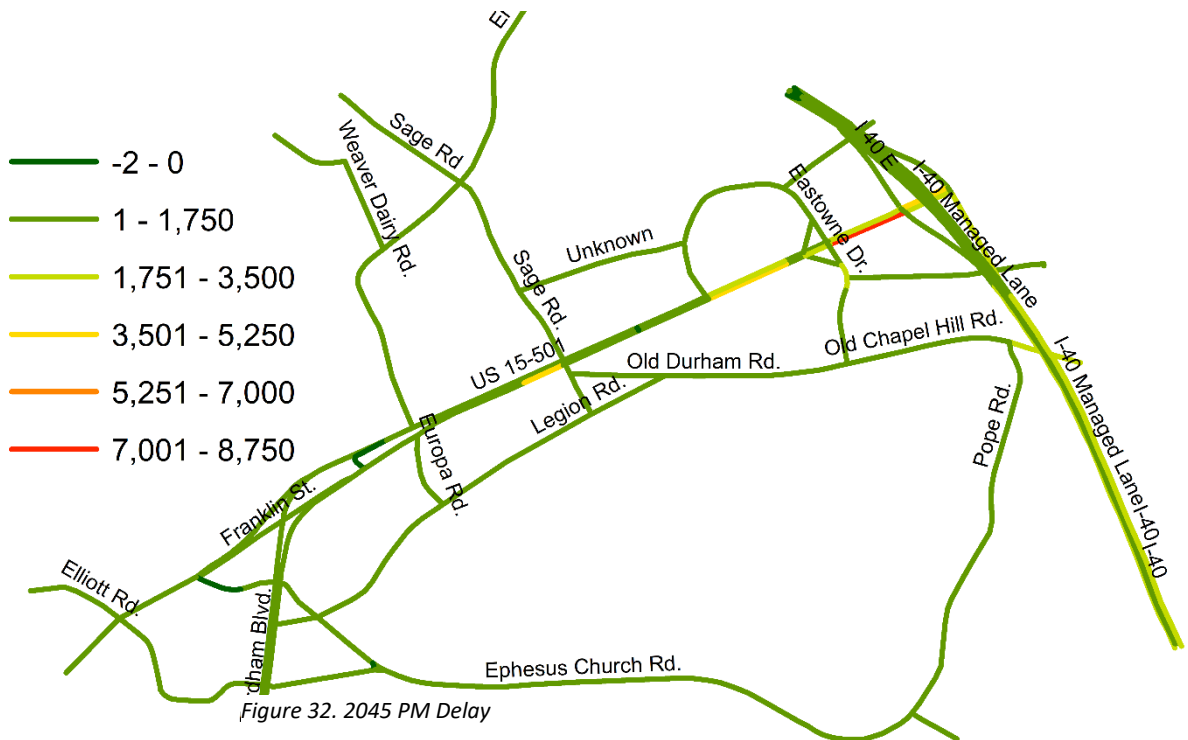 El
Sage Rd
Weaver Dairy Rd.
-2 - 0
1 - 1,750
1,751 - 3,500
3,501 - 5,250
5,251 - 7,000
7,001 - 8,750
I 40 E
I-40 Managed Lane
Eastowne Dr.
Unknown
Sage Rd.
US 15-501
Old Durham Rd.
Old Chapel Hill Rd.
Legion Rd.
Europa Rd.
I-40 Managed Lane
I-40
I-40
Pope Rd.
Franklin St.
Elliott Rd.
dham Blvd.
Ephesus Church Rd.
Figure 32. 2045 PM Delay